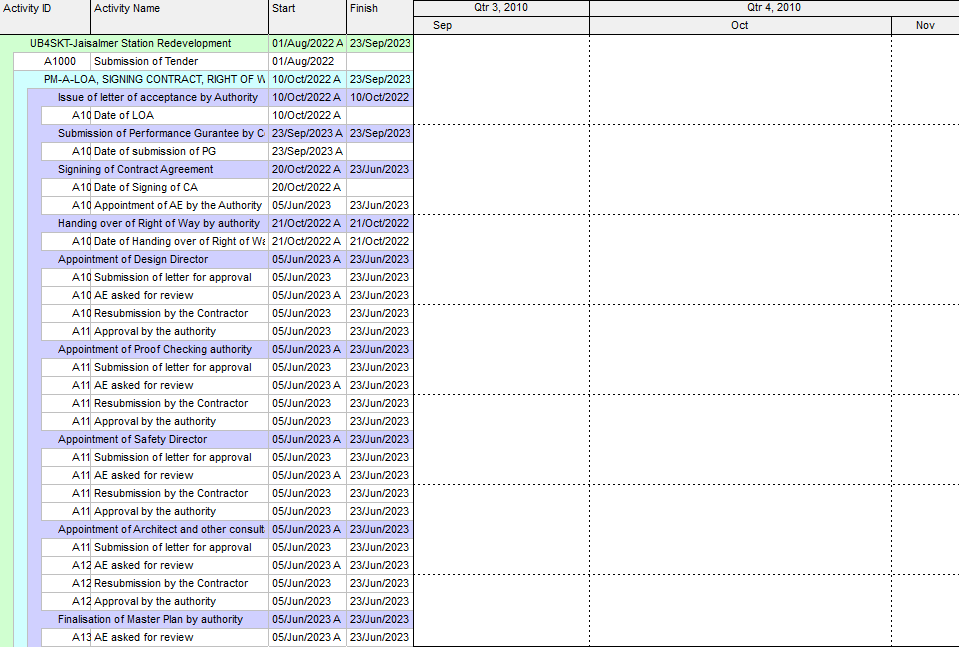 Activity ID Activity Name Start Finish Qtr 3, 2010 Qtr 4, 2010
Sep Oct Nov
UB4SKT-Jaisalmer Station Redevelopment 01/Aug/2022 A 23/Sep/2023
A1000 Submission of Tender 01/Aug/2022
PM-A-LOA, SIGNING CONTRACT, RIGHT OF W 10/Oct/2022 A 23/Sep/2023
Issue of letter of acceptance by Authority 10/Oct/2022 A 10/Oct/2022
A10 Date of LOA 10/Oct/2022 A
Submission of Performance Gurantee by C 23/Sep/2023 A 23/Sep/2023
A10 Date of submission of PG 23/Sep/2023 A
Signining of Contract Agreement 20/Oct/2022 A 23/Jun/2023
A10 Date of Signing of CA 20/Oct/2022 A
A10 Appointment of AE by the Authority 05/Jun/2023 23/Jun/2023
Handing over of Right of Way by authority 21/Oct/2022 A 21/Oct/2022
A10 Date of Handing over of Right of Wa 21/Oct/2022 A 21/Oct/2022
Appointment of Design Director 05/Jun/2023 A 23/Jun/2023
A10 Submission of letter for approval 05/Jun/2023 23/Jun/2023
A10 AE asked for review 05/Jun/2023 A 23/Jun/2023
A10 Resubmission by the Contractor 05/Jun/2023 23/Jun/2023
A11 Approval by the authority 05/Jun/2023 23/Jun/2023
Appointment of Proof Checking authority 05/Jun/2023 A 23/Jun/2023
A11 Submission of letter for approval 05/Jun/2023 23/Jun/2023
A11 AE asked for review 05/Jun/2023 A 23/Jun/2023
A11 Resubmission by the Contractor 05/Jun/2023 23/Jun/2023
A11 Approval by the authority 05/Jun/2023 23/Jun/2023
Appointment of Safety Director 05/Jun/2023 A 23/Jun/2023
A11 Submission of letter for approval 05/Jun/2023 23/Jun/2023
A11 AE asked for review 05/Jun/2023 A 23/Jun/2023
A11 Resubmission by the Contractor 05/Jun/2023 23/Jun/2023
A11 Approval by the authority 05/Jun/2023 23/Jun/2023
Appointment of Architect and other consult 05/Jun/2023 A 23/Jun/2023
A11 Submission of letter for approval 05/Jun/2023 23/Jun/2023
A12 AE asked for review 05/Jun/2023 A 23/Jun/2023
A12 Resubmission by the Contractor 05/Jun/2023 23/Jun/2023
A12 Approval by the authority 05/Jun/2023 23/Jun/2023
Finalisation of Master Plan by authority 05/Jun/2023 A 23/Jun/2023
A13 AE asked for review 05/Jun/2023 A 23/Jun/2023